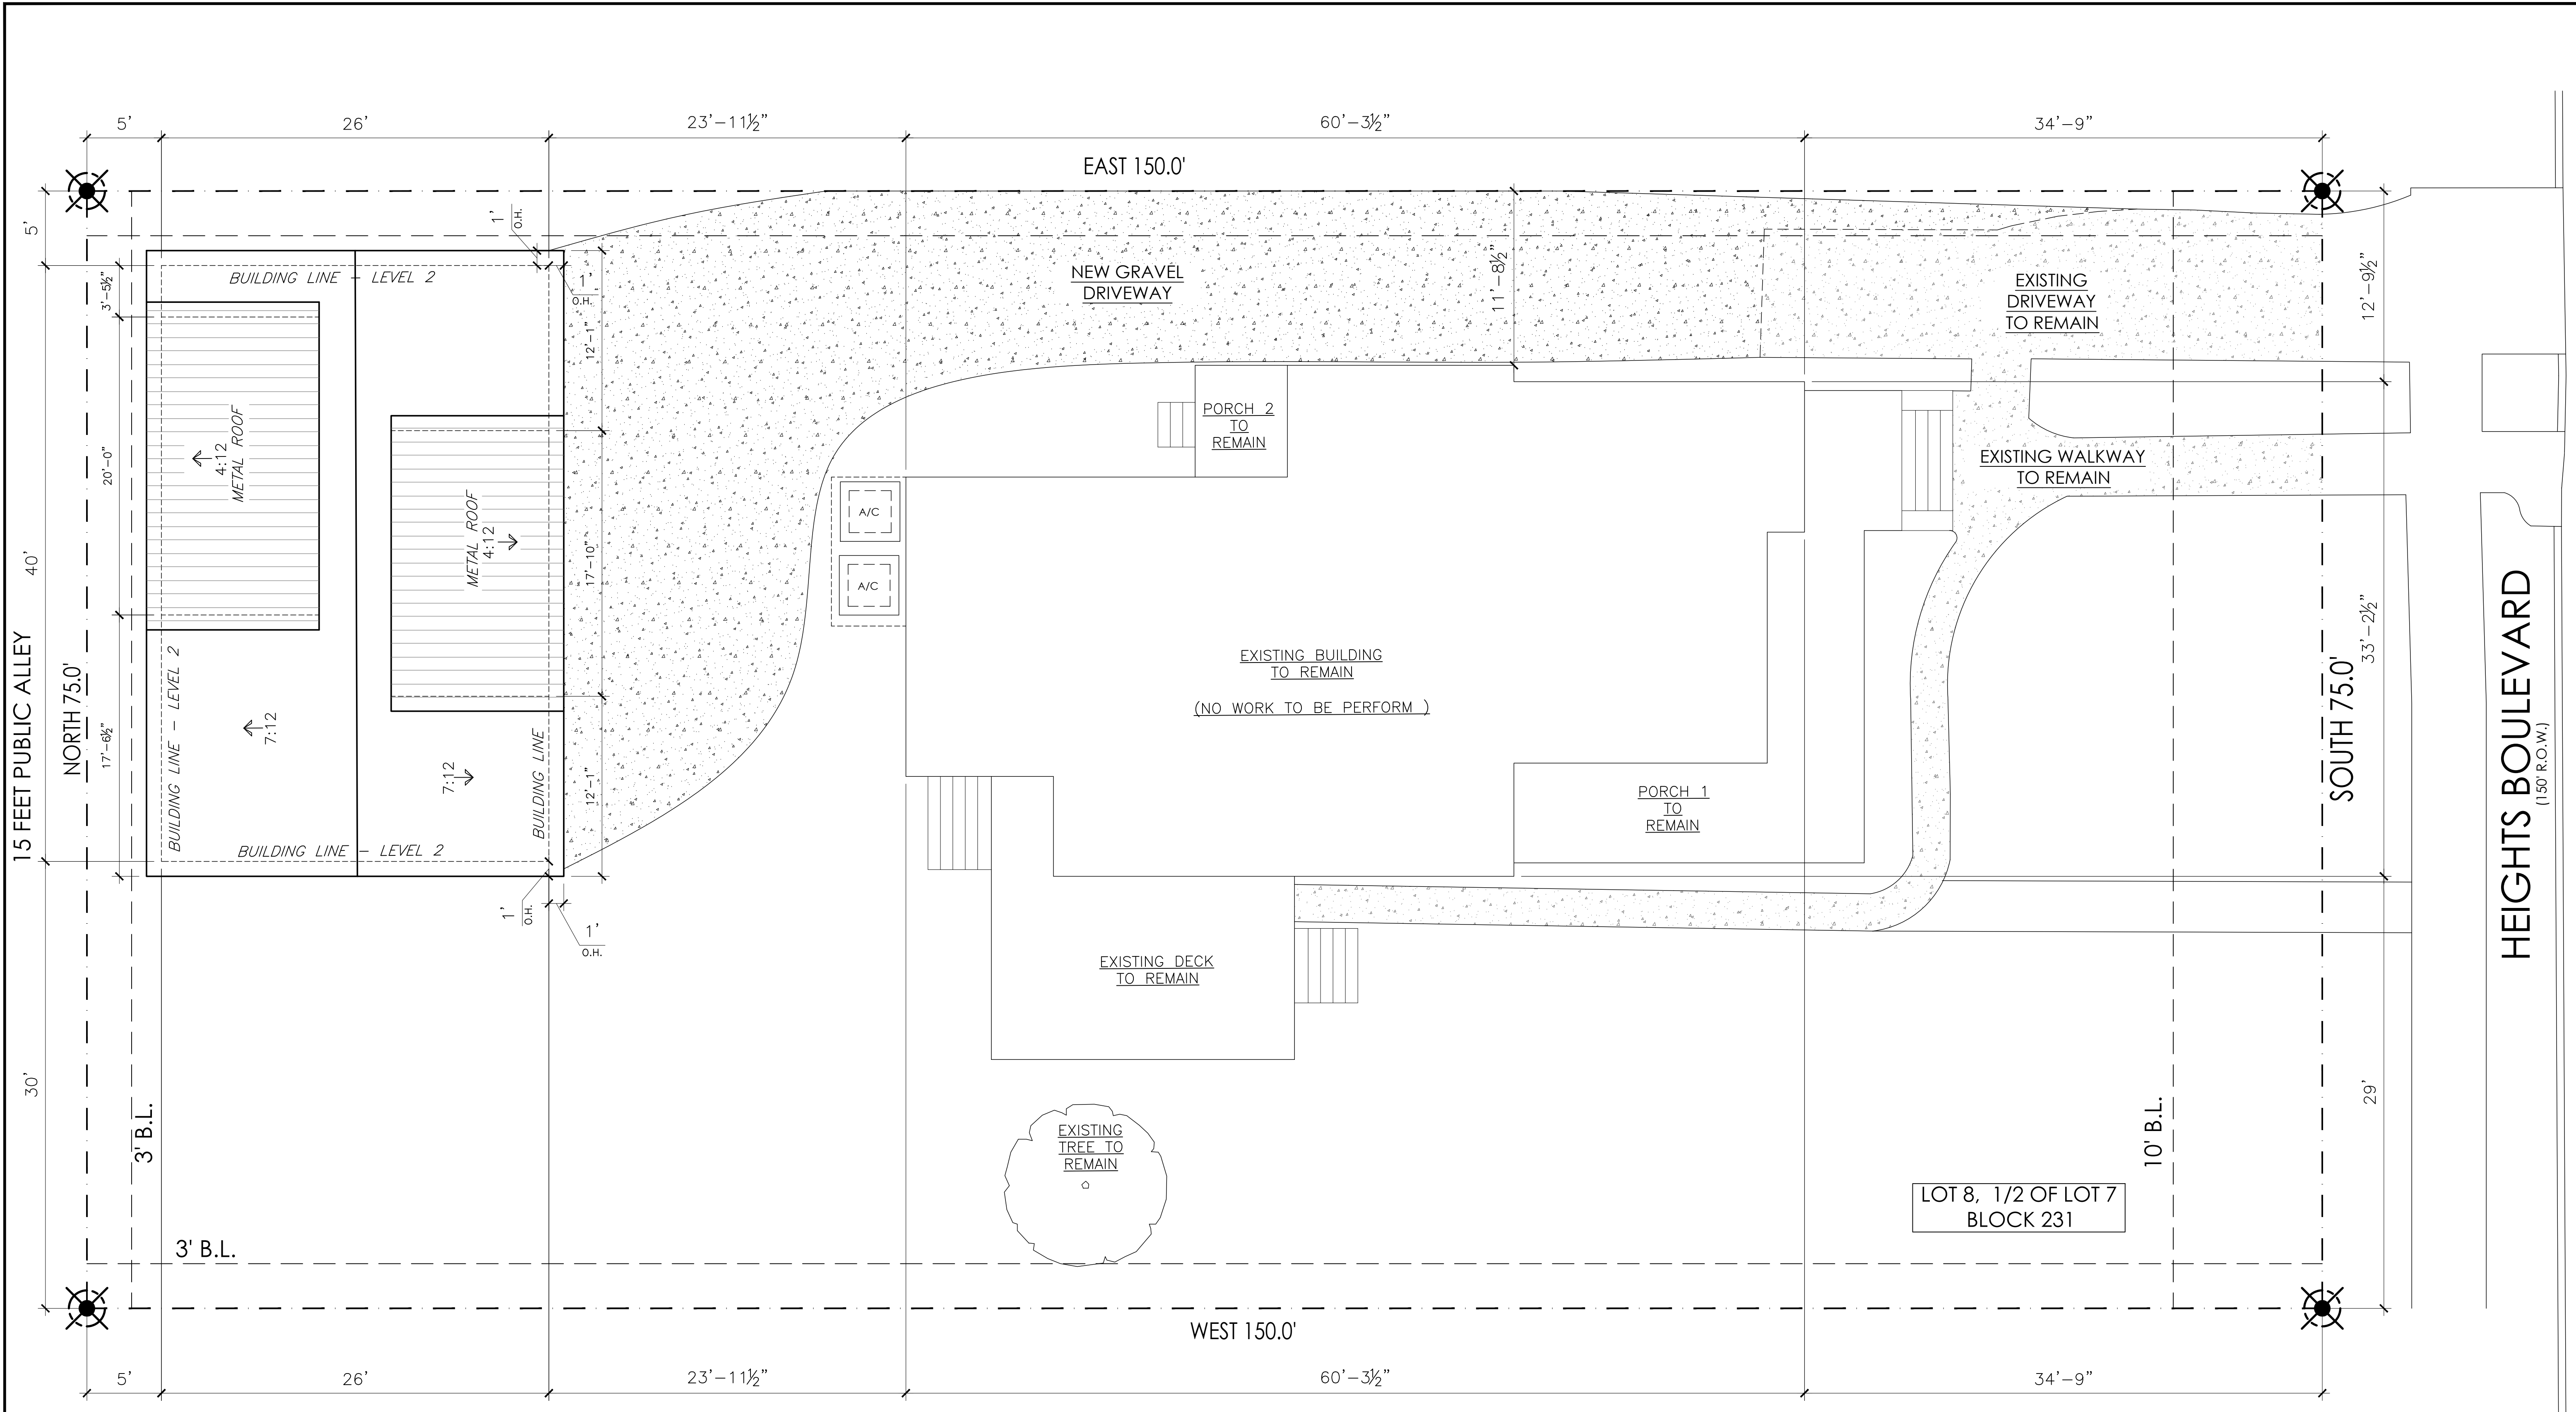 5' 26' 23'-11½" 60'-3½" 34'-9"
EAST 150.0'
5'
1'
O.H.
BUILDING LINE - LEVEL 2
1'
O.H.
3'-5½"
NEW GRAVEL
DRIVEWAY
11'-8½"
EXISTING
DRIVEWAY
TO REMAIN
12'-9½"
12'-1"
20'-0"
4:12
METAL ROOF
PORCH 2
TO
REMAIN
EXISTING WALKWAY
TO REMAIN
METAL ROOF
4:12
A/C
A/C
17'-10"
40'
15 FEET PUBLIC ALLEY
NORTH 75.0'
17'-6½"
BUILDING LINE - LEVEL 2
7:12
7:12
BUILDING LINE
12'-1"
BUILDING LINE - LEVEL 2
EXISTING BUILDING
TO REMAIN
(NO WORK TO BE PERFORM )
PORCH 1
TO
REMAIN
33'-2½"
SOUTH 75.0'
HEIGHTS BOULEVARD
(150' R.O.W.)
1'
O.H.
1'
O.H.
EXISTING DECK
TO REMAIN
30'
3' B.L.
EXISTING
TREE TO
REMAIN
10' B.L.
29'
LOT 8, 1/2 OF LOT 7
BLOCK 231
3' B.L.
WEST 150.0'
5' 26' 23'-11½" 60'-3½" 34'-9"